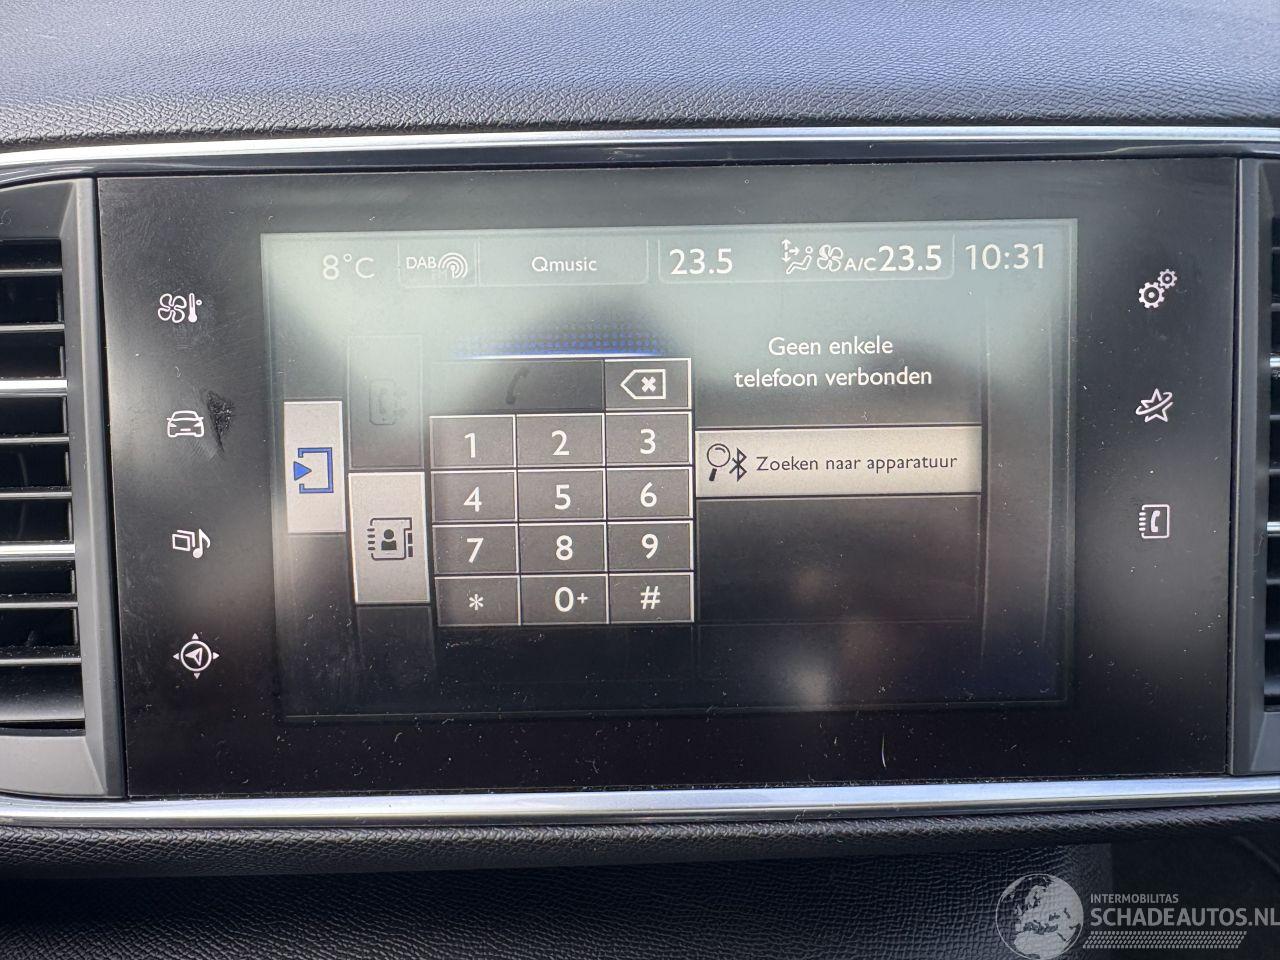 8°C DAB Qmusic 23.5 A/C 23.5 10:31
Geen enkele
telefoon verbonden
1 2 3
Zoeken naar apparatuur
4 5 6
7 8 9
* 0+ #
INTERMOBILITAS
SCHADEAUTOS.NL